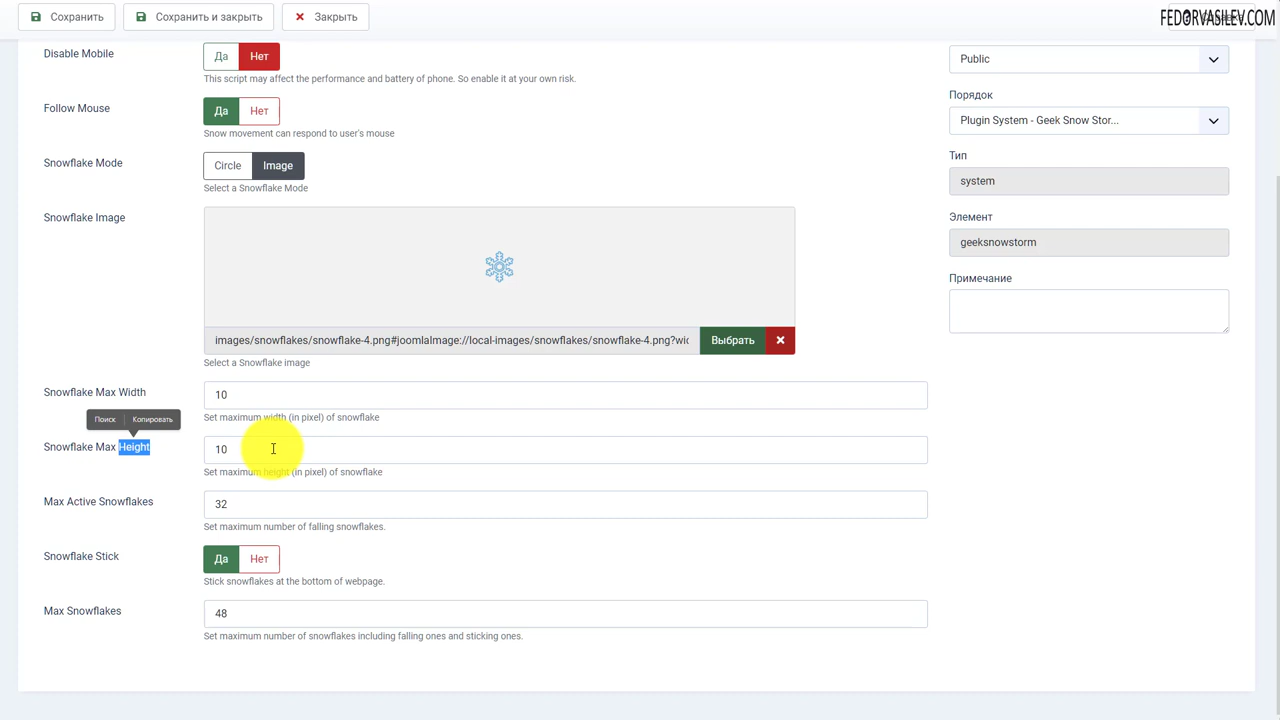 Сохранить
Сохранить и закрыть
Закрыть
FEDORVASILEV.COM
Disable Mobile
Да
Нет
This script may affect the performance and battery of phone. So enable it at your own risk.
Follow Mouse
Да
Нет
Snow movement can respond to user's mouse
Snowflake Mode
Circle
Image
Select a Snowflake Mode
Snowflake Image
images/snowflakes/snowflake-4.png#joomlaImage://local-images/snowflakes/snowflake-4.png?wic
Выбрать
Select a Snowflake image
Snowflake Max Width
10
Set maximum width (in pixel) of snowflake
Поиск
Копировать
Snowflake Max Height
10
Set maximum height (in pixel) of snowflake
Max Active Snowflakes
32
Set maximum number of falling snowflakes.
Snowflake Stick
Да
Нет
Stick snowflakes at the bottom of webpage.
Max Snowflakes
48
Set maximum number of snowflakes including falling ones and sticking ones.
Public
Порядок
Plugin System - Geek Snow Stor...
Тип
system
Элемент
geeksnowstorm
Примечание